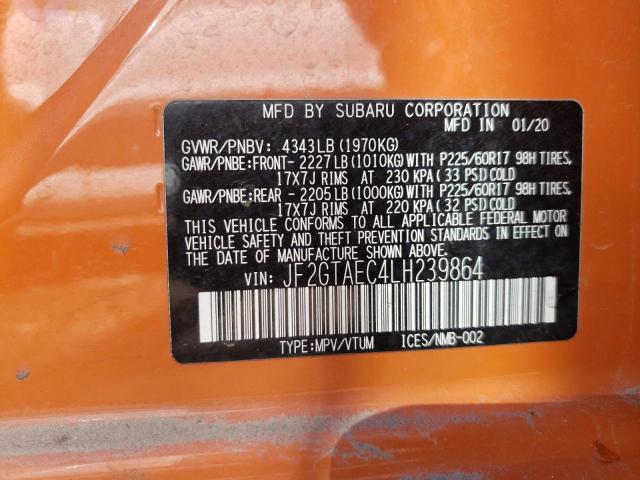 MFD BY SUBARU CORPORATION
MFD IN 01/20
GVWR/PNBV: 4343LB(1970KG)
GAWR/PNBE:FRONT- 2227LB(1010KG)WITH P225/60R17 98H TIRES,
17X7J RIMS AT 230 KPA(33 PSI)COLD
GAWR/PNBE:REAR - 2205LB(1000KG)WITH P225/60R17 98H TIRES,
17X7J RIMS AT 220 KPA(32 PSI)COLD
THIS VEHICLE CONFORMS TO ALL APPLICABLE FEDERAL MOTOR
VEHICLE SAFETY AND THEFT PREVENTION STANDARDS IN EFFECT ON
THE DATE OF MANUFACTURE SHOWN ABOVE.
VIN: JF2GTAEC4LH239864
TYPE:MPV/VTUM ICES/NMB-002